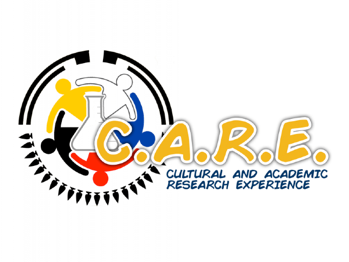 C.A.R.E.
CULTURAL AND ACADEMIC
RESEARCH EXPERIENCE